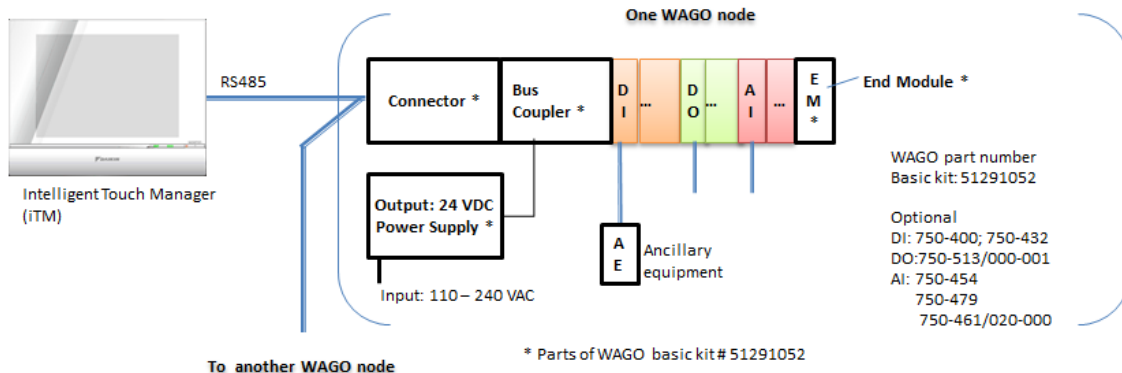 One WAGO node
RS485
Connector *
Bus
Coupler *
D
I
...
D
O
...
A
I
...
E
M
*
End Module *
DAIKIN
Intelligent Touch Manager
(iTM)
Output: 24 VDC
Power Supply *
Input: 110 – 240 VAC
A
E
Ancillary
equipment
WAGO part number
Basic kit: 51291052
Optional
DI: 750-400; 750-432
DO:750-513/000-001
AI: 750-454
750-479
750-461/020-000
* Parts of WAGO basic kit # 51291052
To another WAGO node